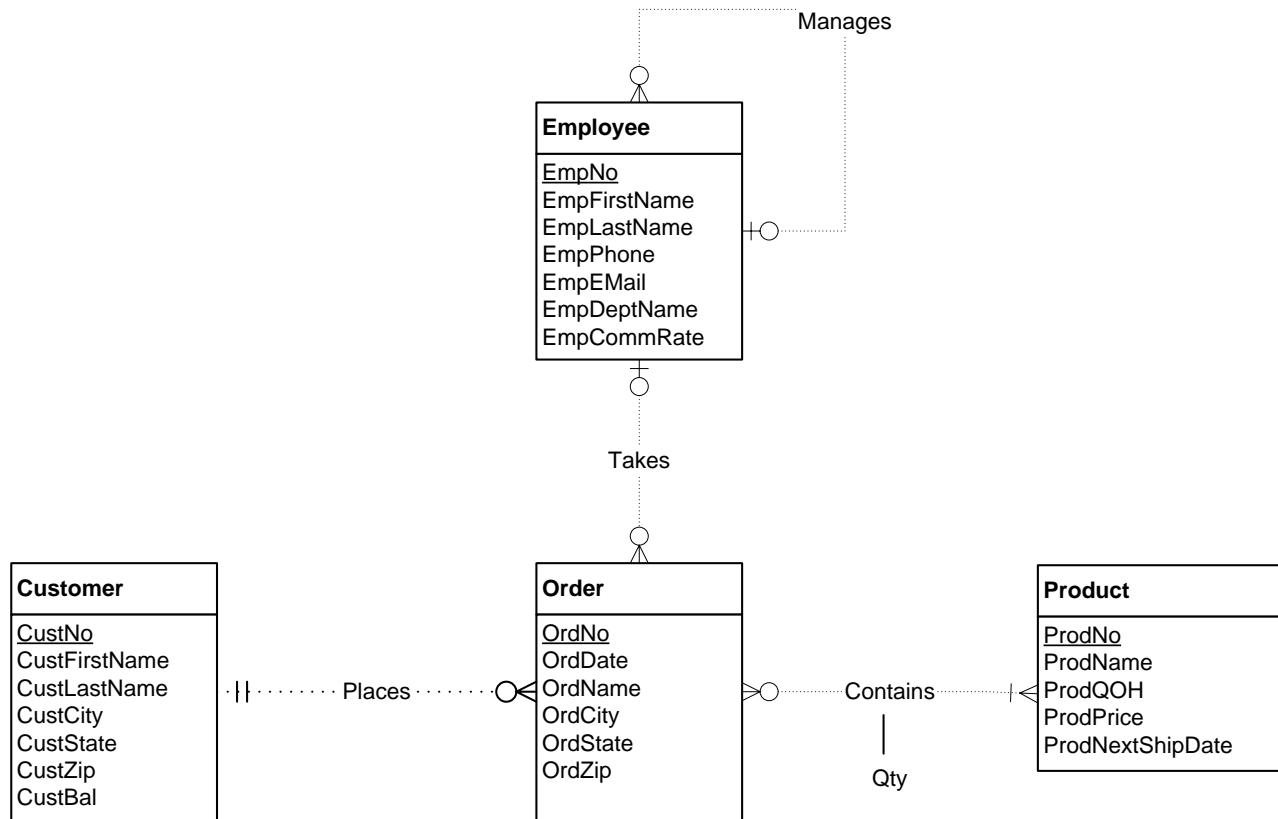 Manages
Employee
EmpNo
EmpFirstName
EmpLastName
EmpPhone
EmpEMail
EmpDeptName
EmpCommRate
Takes
Customer
CustNo
CustFirstName
CustLastName
CustCity
CustState
CustZip
CustBal
Places
Order
OrdNo
OrdDate
OrdName
OrdCity
OrdState
OrdZip
Contains
Qty
Product
ProdNo
ProdName
ProdQOH
ProdPrice
ProdNextShipDate